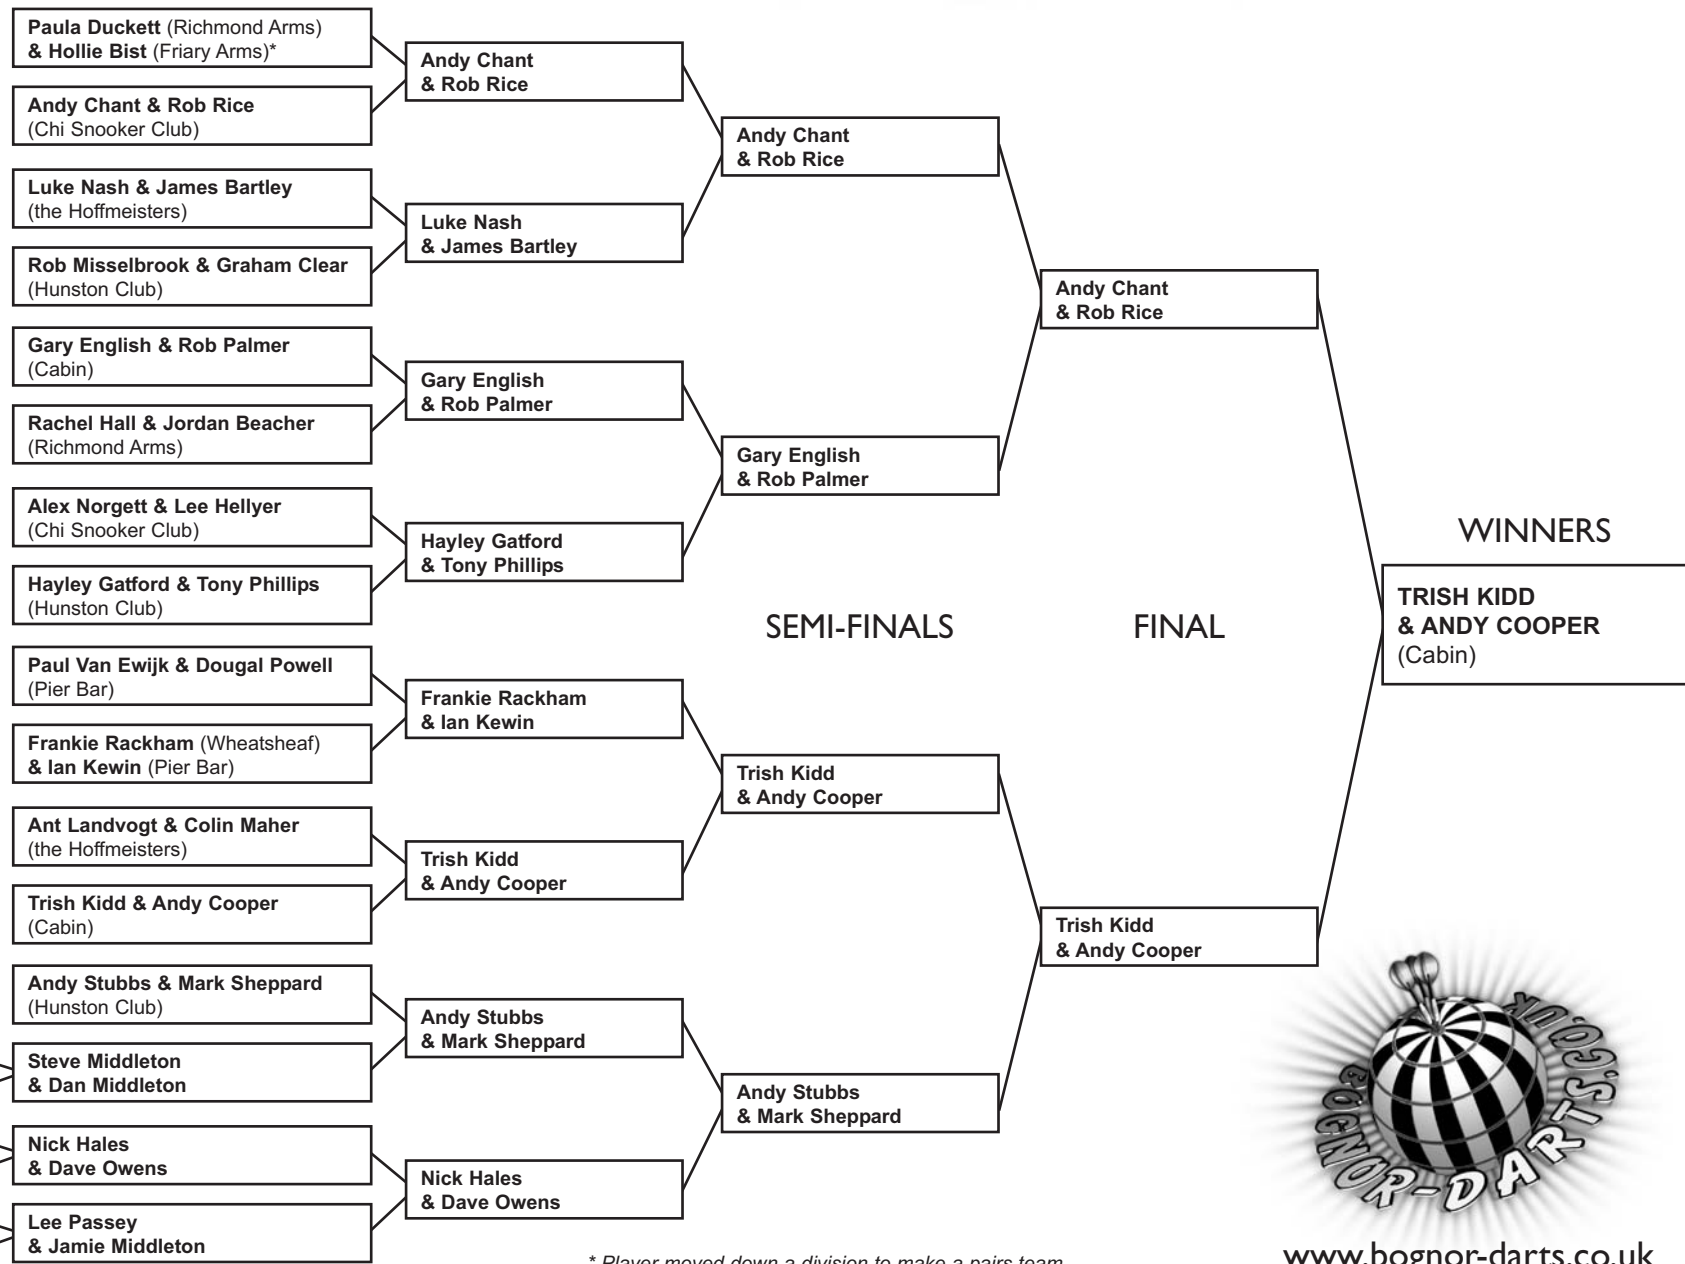 Paula Duckett (Richmond Arms)
& Hollie Bist (Friary Arms)*
Andy Chant & Rob Rice
(Chi Snooker Club)
Luke Nash & James Bartley
(the Hoffmeisters)
Rob Misselbrook & Graham Clear
(Hunston Club)
Gary English & Rob Palmer
(Cabin)
Rachel Hall & Jordan Beacher
(Richmond Arms)
Alex Norgett & Lee Hellyer
(Chi Snooker Club)
Hayley Gatford & Tony Phillips
(Hunston Club)
Paul Van Ewijk & Dougal Powell
(Pier Bar)
Frankie Rackham (Wheatsheaf)
& Ian Kewin (Pier Bar)
Ant Landvogt & Colin Maher
(the Hoffmeisters)
Trish Kidd & Andy Cooper
(Cabin)
Andy Stubbs & Mark Sheppard
(Hunston Club)
Steve Middleton
& Dan Middleton
Nick Hales
& Dave Owens
Lee Passey
& Jamie Middleton
Andy Chant
& Rob Rice
Luke Nash
& James Bartley
Gary English
& Rob Palmer
Hayley Gatford
& Tony Phillips
Frankie Rackham
& Ian Kewin
Trish Kidd
& Andy Cooper
Andy Stubbs
& Mark Sheppard
Nick Hales
& Dave Owens
Andy Chant
& Rob Rice
Gary English
& Rob Palmer
SEMI-FINALS
Trish Kidd
& Andy Cooper
Andy Stubbs
& Mark Sheppard
Andy Chant
& Rob Rice
FINAL
Trish Kidd
& Andy Cooper
WINNERS
TRISH KIDD
& ANDY COOPER
(Cabin)
BOGNOR-DARTS.CO.UK
* Player moved down a division to make a pairs team
www.bognor-darts.co.uk